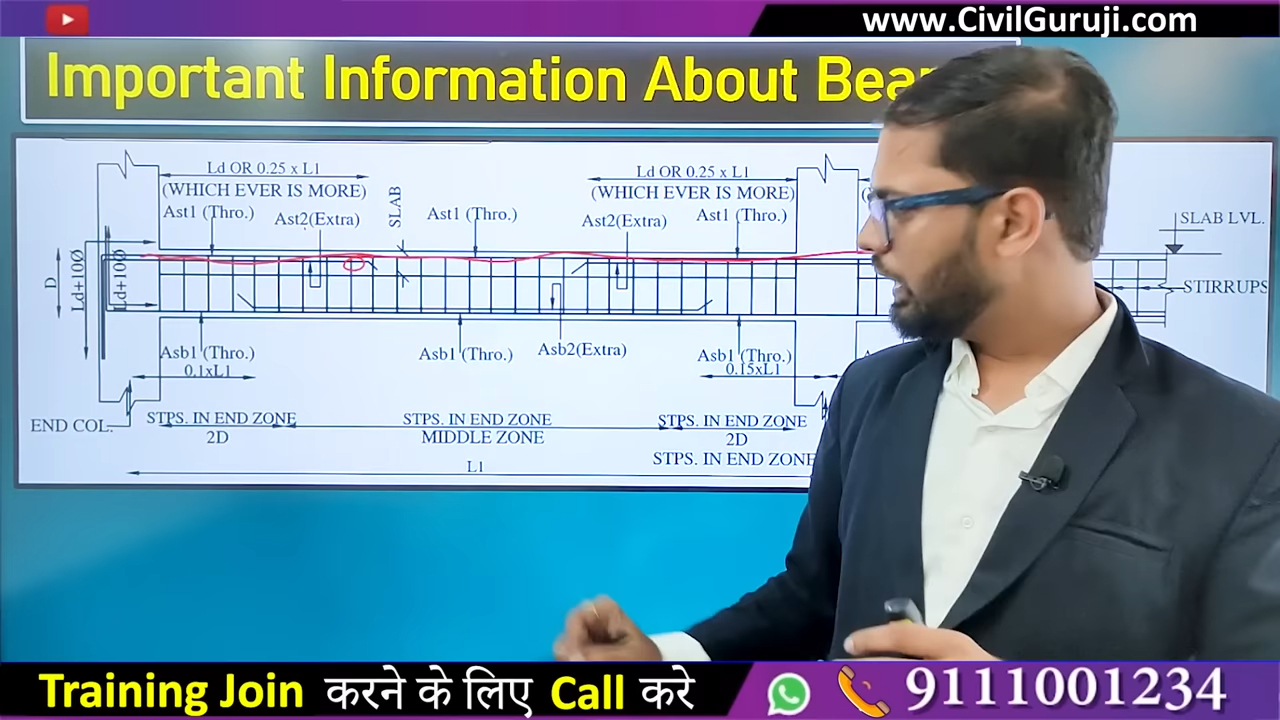 www.CivilGuruji.com
Important Information About Bea
Ld OR 0.25 x L1
(WHICH EVER IS MORE)
Ast1 (Thro.)
Ast2(Extra)
SLAB
Ast1 (Thro.)
Ld OR 0.25 x L1
(WHICH EVER IS MORE)
Ast2(Extra)
Ast1 (Thro.)
SLAB LVL.
D
Ld+10Ø
Ld+10Ø
STIRRUPS
Asb1 (Thro.)
0.1xL1
Asb1 (Thro.)
Asb2(Extra)
Asb1 (Thro.)
0.15xL1
END COL.
STPS. IN END ZONE
2D
STPS. IN END ZONE
MIDDLE ZONE
STPS. IN END ZONE
2D
STPS. IN END ZONE
L1
Training Join करने के लिए Call करे
9111001234